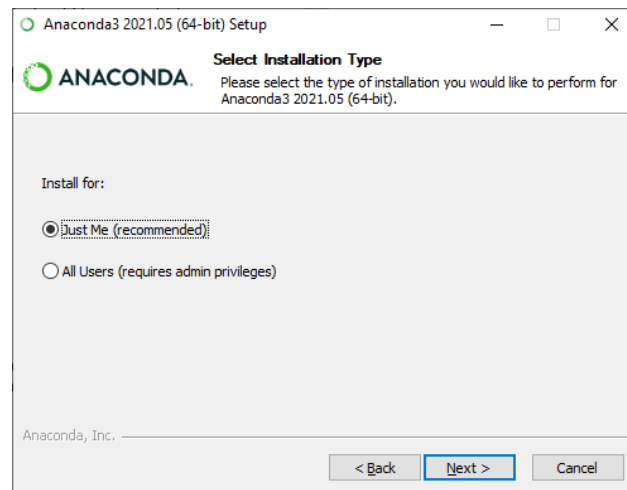 Anaconda3 2021.05 (64-bit) Setup
ANACONDA.
Select Installation Type
Please select the type of installation you would like to perform for
Anaconda3 2021.05 (64-bit).
Install for:
Just Me (recommended)
All Users (requires admin privileges)
Anaconda, Inc.
< Back
Next >
Cancel